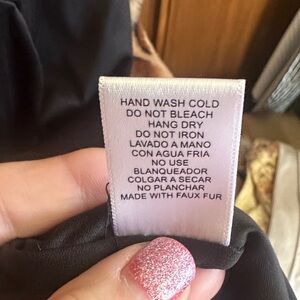 HAND WASH COLD
DO NOT BLEACH
HANG DRY
DO NOT IRON
LAVADO A MANO
CON AGUA FRIA
NO USE
BLANQUEADOR
COLGAR A SECAR
NO PLANCHAR
MADE WITH FAUX FUR